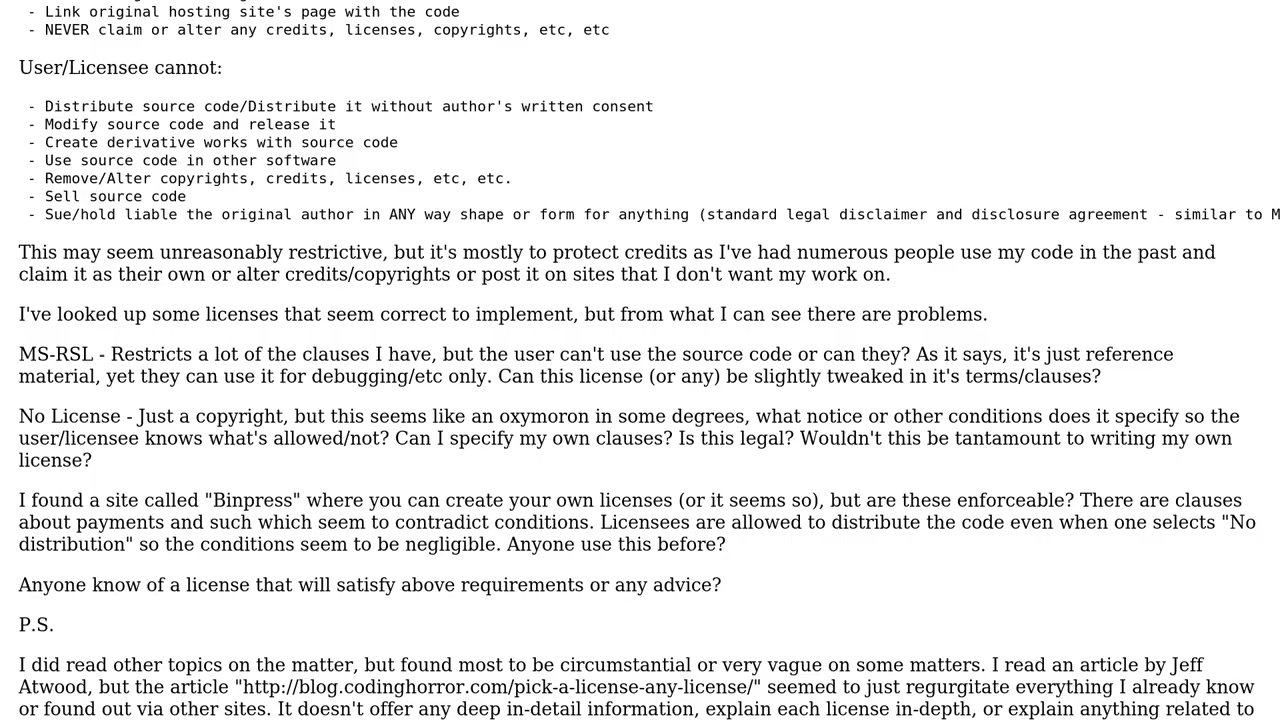 - Link original hosting site's page with the code
- NEVER claim or alter any credits, licenses, copyrights, etc, etc
User/Licensee cannot:
- Distribute source code/Distribute it without author's written consent
- Modify source code and release it
- Create derivative works with source code
- Use source code in other software
- Remove/Alter copyrights, credits, licenses, etc, etc.
- Sell source code
- Sue/hold liable the original author in ANY way shape or form for anything (standard legal disclaimer and disclosure agreement - similar to M
This may seem unreasonably restrictive, but it's mostly to protect credits as I've had numerous people use my code in the past and
claim it as their own or alter credits/copyrights or post it on sites that I don't want my work on.
I've looked up some licenses that seem correct to implement, but from what I can see there are problems.
MS-RSL - Restricts a lot of the clauses I have, but the user can't use the source code or can they? As it says, it's just reference
material, yet they can use it for debugging/etc only. Can this license (or any) be slightly tweaked in it's terms/clauses?
No License - Just a copyright, but this seems like an oxymoron in some degrees, what notice or other conditions does it specify so the
user/licensee knows what's allowed/not? Can I specify my own clauses? Is this legal? Wouldn't this be tantamount to writing my own
license?
I found a site called "Binpress" where you can create your own licenses (or it seems so), but are these enforceable? There are clauses
about payments and such which seem to contradict conditions. Licensees are allowed to distribute the code even when one selects "No
distribution" so the conditions seem to be negligible. Anyone use this before?
Anyone know of a license that will satisfy above requirements or any advice?
P.S.
I did read other topics on the matter, but found most to be circumstantial or very vague on some matters. I read an article by Jeff
Atwood, but the article "http://blog.codinghorror.com/pick-a-license-any-license/" seemed to just regurgitate everything I already know
or found out via other sites. It doesn't offer any deep in-detail information, explain each license in-depth, or explain anything related to